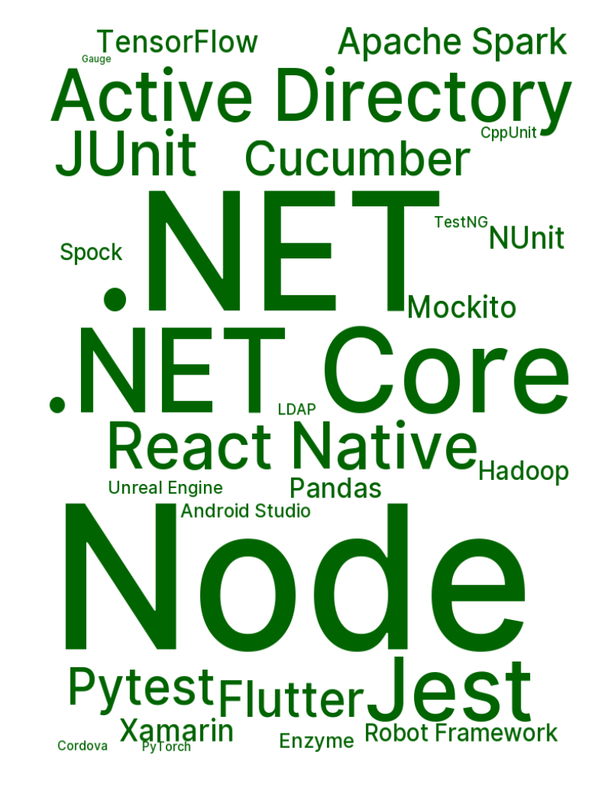 TensorFlow
Apache Spark
Gauge
Active Directory
CppUnit
JUnit
Cucumber
.NET
TestNG
NUnit
Spock
Mockito
.NET Core
LDAP
React Native
Hadoop
Unreal Engine
Pandas
Android Studio
Node
Pytest
Flutter
Jest
Xamarin
Robot Framework
Cordova
PyTorch
Enzyme